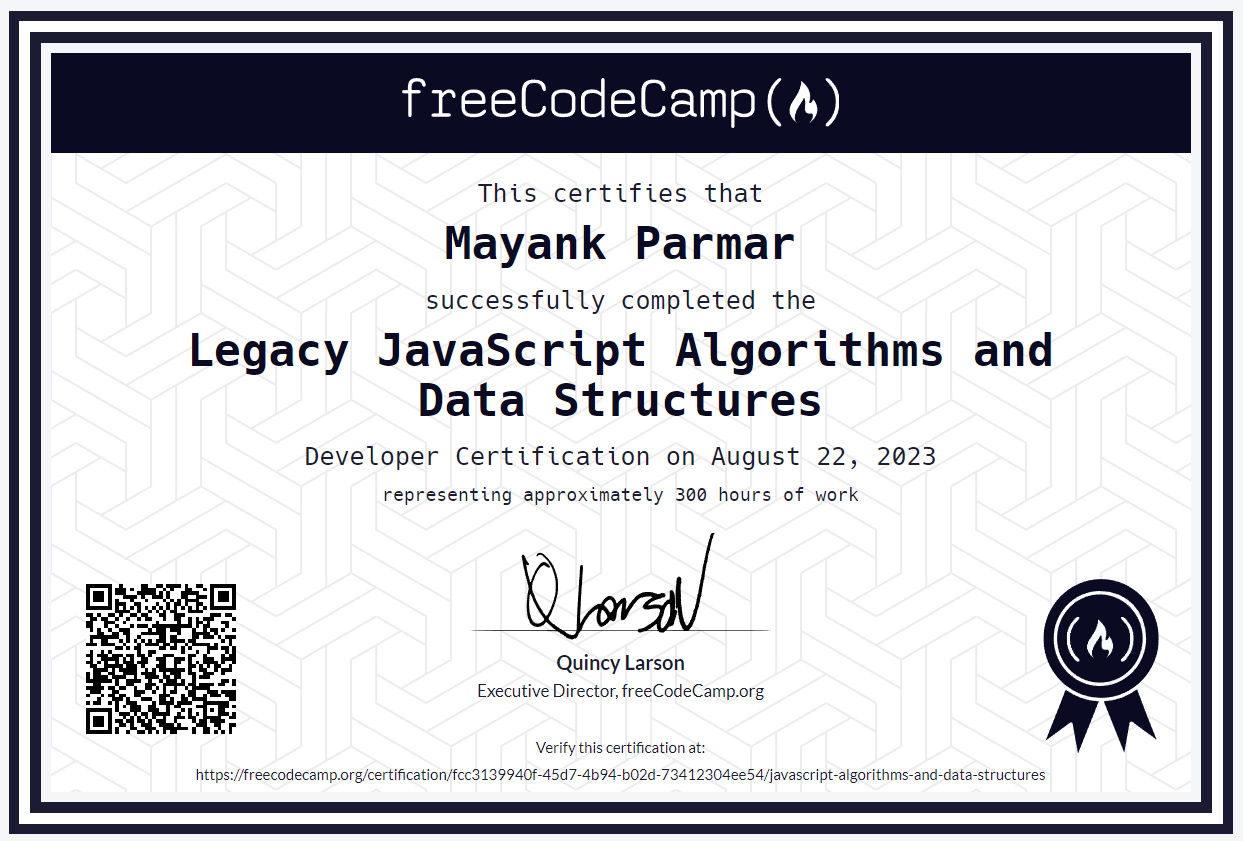 freeCodeCamp
This certifies that
Mayank Parmar
successfully completed the
Legacy JavaScript Algorithms and
Data Structures
Developer Certification on August 22, 2023
representing approximately 300 hours of work
Quincy Larson
Executive Director, freeCodeCamp.org
Verify this certification at:
https://freecodecamp.org/certification/fcc3139940f-45d7-4b94-b02d-73412304ee54/javascript-algorithms-and-data-structures